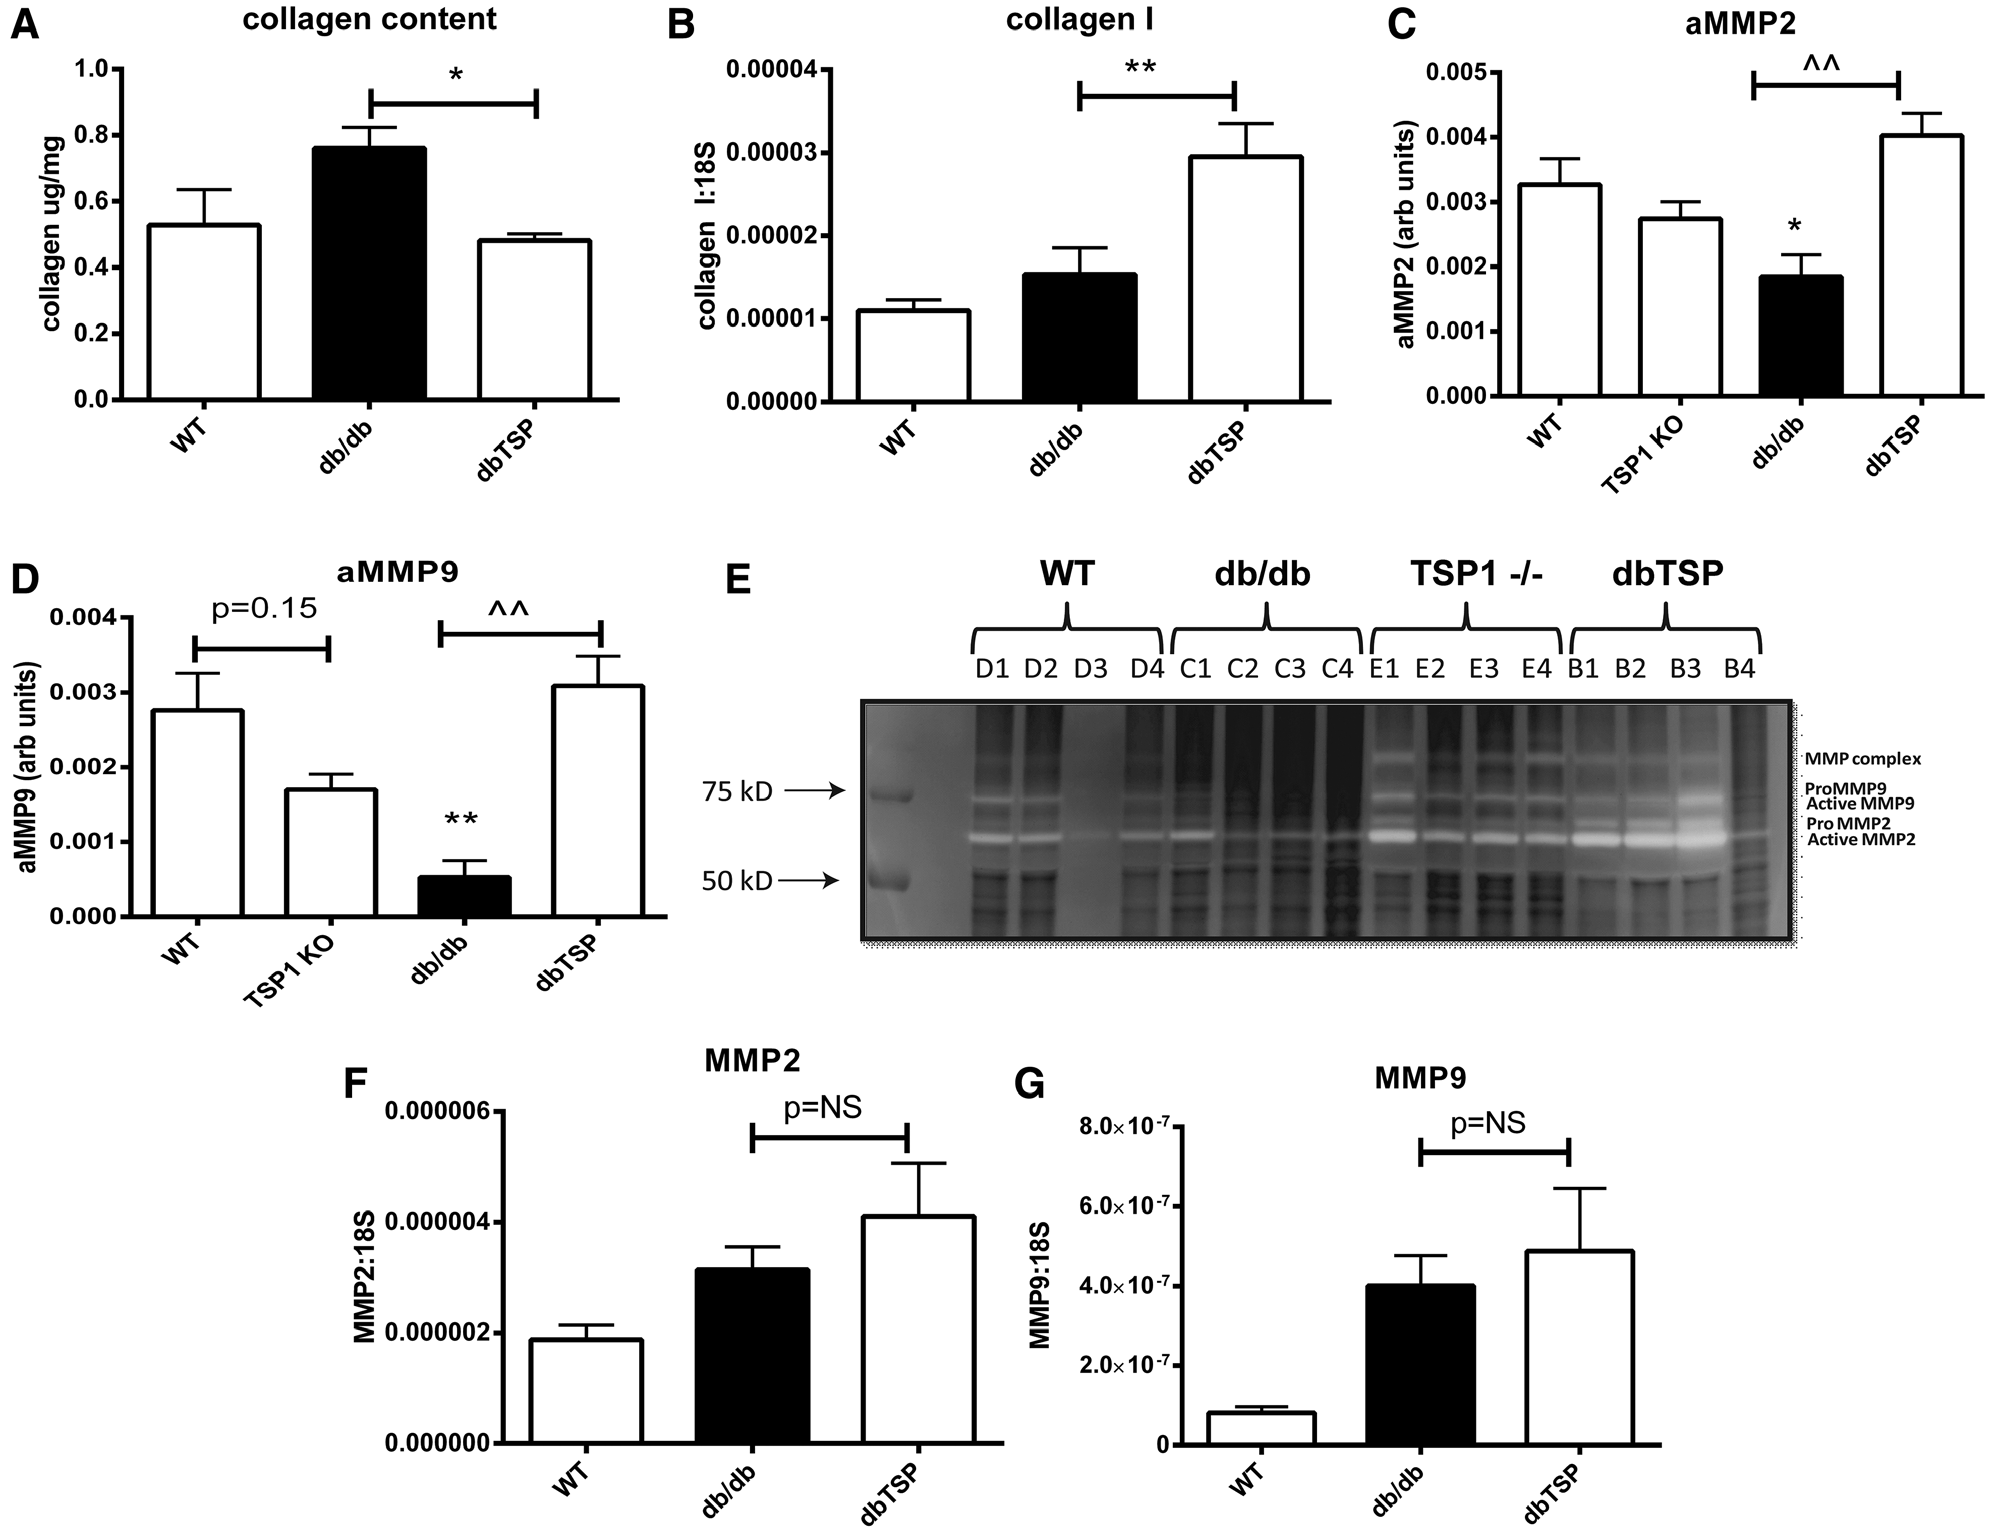 A
collagen content
collagen ug/mg
1.0
0.8
0.6
0.4
0.2
0.0
*
WT
db/db
dbTSP
B
collagen I
collagen I:18S
0.00004
0.00003
0.00002
0.00001
0.00000
**
WT
db/db
dbTSP
C
aMMP2
aMMP2 (arb units)
0.005
0.004
0.003
0.002
0.001
0.000
^^
*
WT
TSP1 KO
db/db
dbTSP
D
aMMP9
aMMP9 (arb units)
0.004
0.003
0.002
0.001
0.000
p=0.15
^^
**
WT
TSP1 KO
db/db
dbTSP
E
WT db/db TSP1 -/- dbTSP
D1 D2 D3 D4 C1 C2 C3 C4 E1 E2 E3 E4 B1 B2 B3 B4
75 kD
50 kD
MMP complex
ProMMP9
Active MMP9
Pro MMP2
Active MMP2
F
MMP2
MMP2:18S
0.000006
0.000004
0.000002
0.000000
p=NS
WT
db/db
dbTSP
G
MMP9
MMP9:18S
8.0×10⁻⁷
6.0×10⁻⁷
4.0×10⁻⁷
2.0×10⁻⁷
0
p=NS
WT
db/db
dbTSP